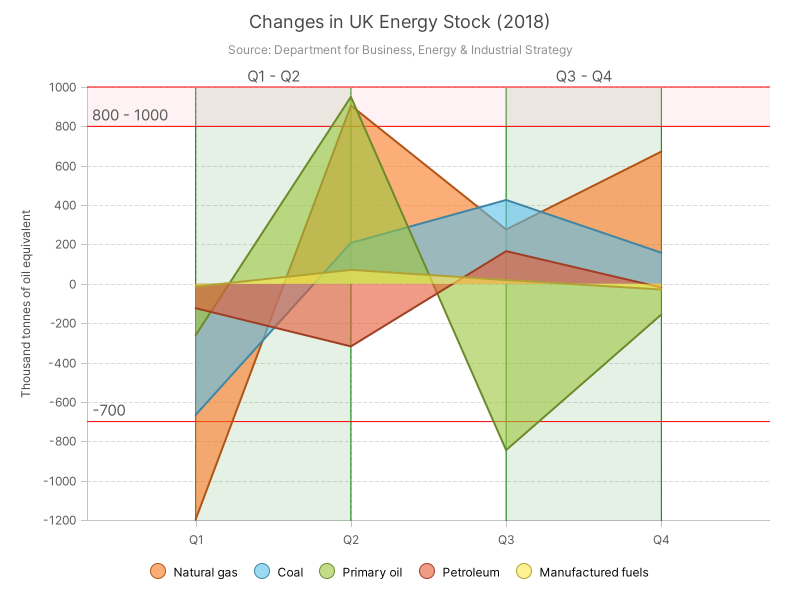 Changes in UK Energy Stock (2018)
Source: Department for Business, Energy & Industrial Strategy
Q1 - Q2
Q3 - Q4
1000
800 - 1000
800
600
400
200
0
-200
-400
-600
-700
-800
-1000
-1200
Thousand tonnes of oil equivalent
Q1
Q2
Q3
Q4
Natural gas
Coal
Primary oil
Petroleum
Manufactured fuels